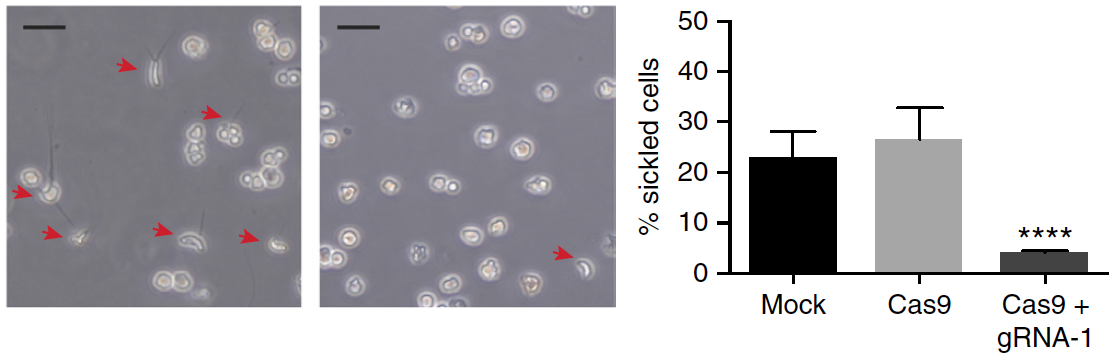 % sickled cells
50
40
30
20
10
0
****
Mock
Cas9
Cas9 +
gRNA-1